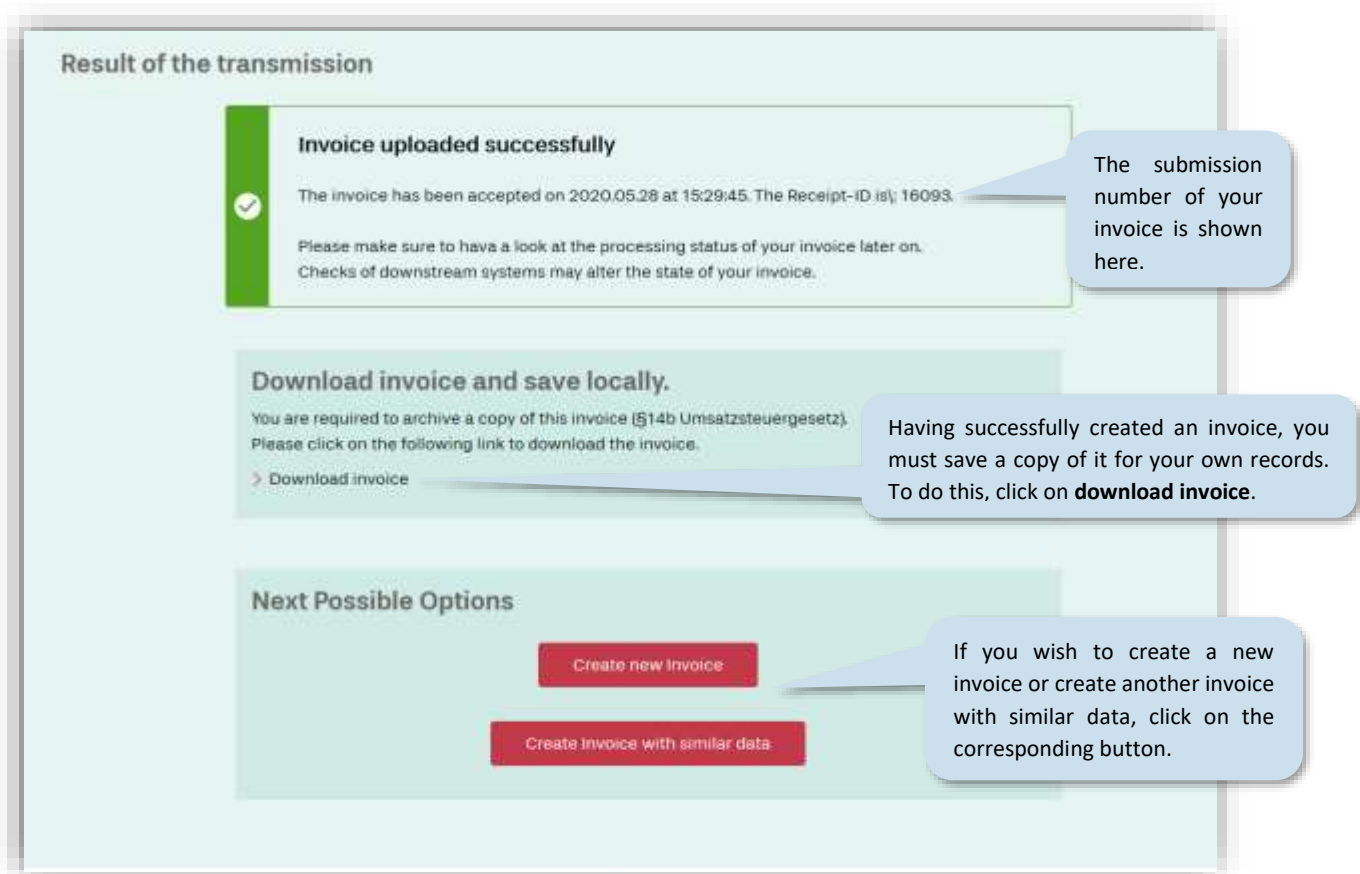 Result of the transmission
Invoice uploaded successfully
The invoice has been accepted on 2020.05.28 at 15:29:45. The Receipt-ID is\; 16093.
The submission
number of your
invoice is shown
here.
Please make sure to hava a look at the processing status of your invoice later on.
Checks of downstream systems may alter the state of your invoice.
Download invoice and save locally.
You are required to archive a copy of this invoice (§14b Umsatzsteuergesetz).
Please click on the following link to download the invoice.
> Download invoice
Having successfully created an invoice, you
must save a copy of it for your own records.
To do this, click on download invoice.
Next Possible Options
Create new Invoice
Create Invoice with similar data
If you wish to create a new
invoice or create another invoice
with similar data, click on the
corresponding button.